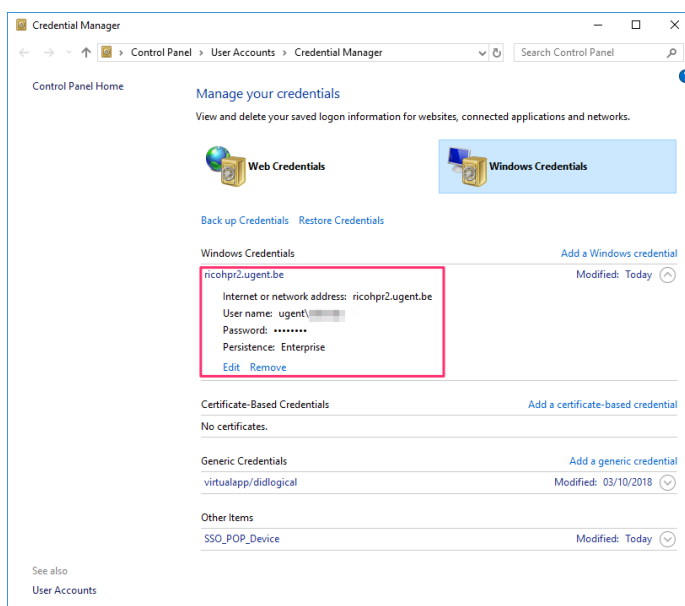 Credential Manager
Control Panel > User Accounts > Credential Manager
Search Control Panel
Control Panel Home
Manage your credentials
View and delete your saved logon information for websites, connected applications and networks.
Web Credentials
Windows Credentials
Back up Credentials Restore Credentials
Windows Credentials Add a Windows credential
ricohpr2.ugent.be Modified: Today
Internet or network address: ricohpr2.ugent.be
User name: ugent\
Password: ••••••••
Persistence: Enterprise
Edit Remove
Certificate-Based Credentials Add a certificate-based credential
No certificates.
Generic Credentials Add a generic credential
virtualapp/didlogical Modified: 03/10/2018
Other Items
SSO_POP_Device Modified: Today
See also
User Accounts